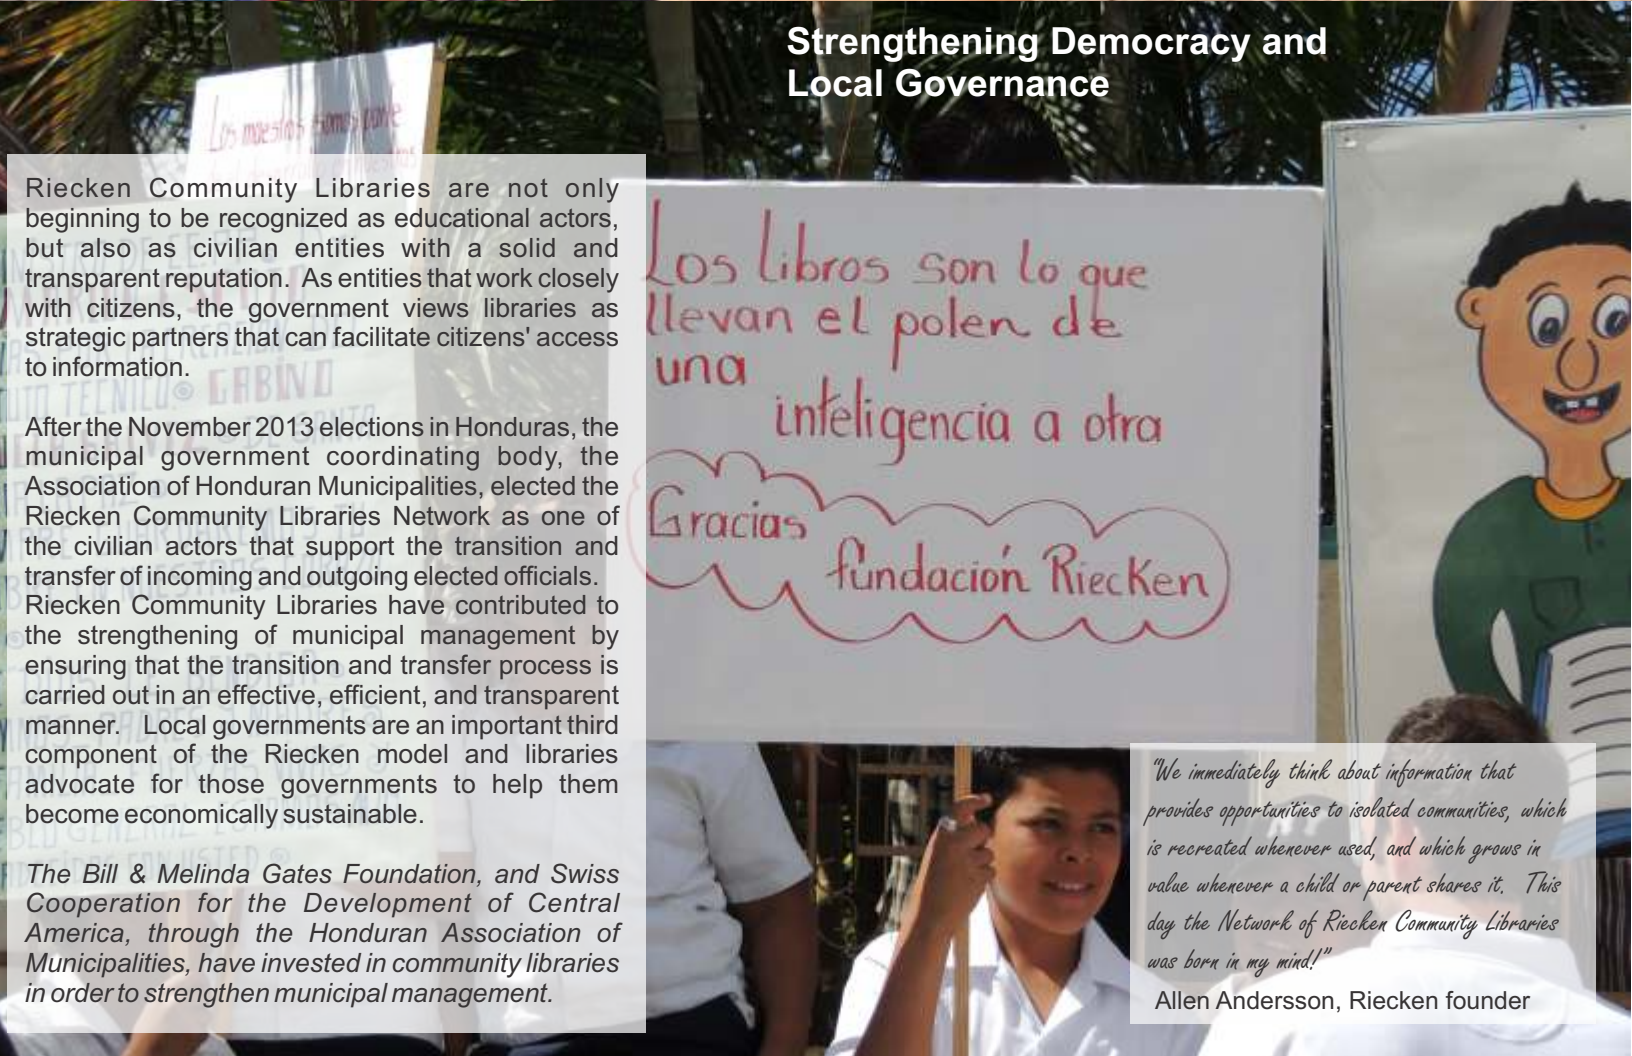 Strengthening Democracy and
Local Governance
Los maestros somos parte
Riecken Community Libraries are not only
beginning to be recognized as educational actors,
but also as civilian entities with a solid and
transparent reputation. As entities that work closely
with citizens, the government views libraries as
strategic partners that can facilitate citizens' access
to information.
After the November 2013 elections in Honduras, the
municipal government coordinating body, the
Association of Honduran Municipalities, elected the
Riecken Community Libraries Network as one of
the civilian actors that support the transition and
transfer of incoming and outgoing elected officials.
Riecken Community Libraries have contributed to
the strengthening of municipal management by
ensuring that the transition and transfer process is
carried out in an effective, efficient, and transparent
manner. Local governments are an important third
component of the Riecken model and libraries
advocate for those governments to help them
become economically sustainable.
The Bill & Melinda Gates Foundation, and Swiss
Cooperation for the Development of Central
America, through the Honduran Association of
Municipalities, have invested in community libraries
in order to strengthen municipal management.
Los libros son lo que
llevan el polen de
una
inteligencia a otra
Gracias
fundación Riecken
"We immediately think about information that
provides opportunities to isolated communities, which
is recreated whenever used, and which grows in
value whenever a child or parent shares it. This
day the Network of Riecken Community Libraries
was born in my mind!"
Allen Andersson, Riecken founder